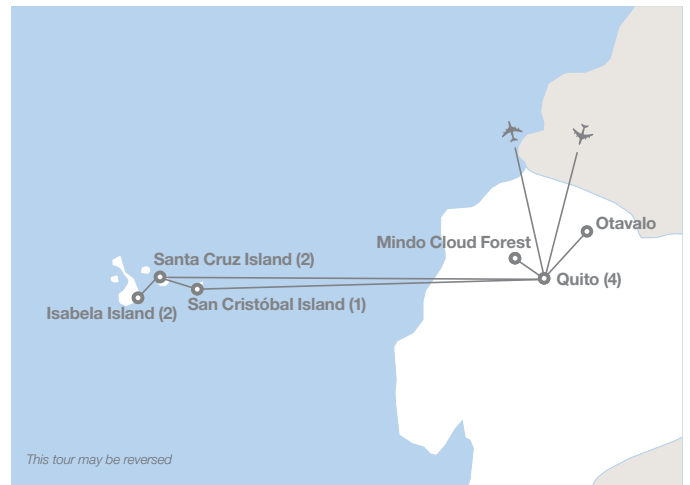 Otavalo
Mindo Cloud Forest
Santa Cruz Island (2)
Quito (4)
San Cristóbal Island (1)
Isabela Island (2)
This tour may be reversed